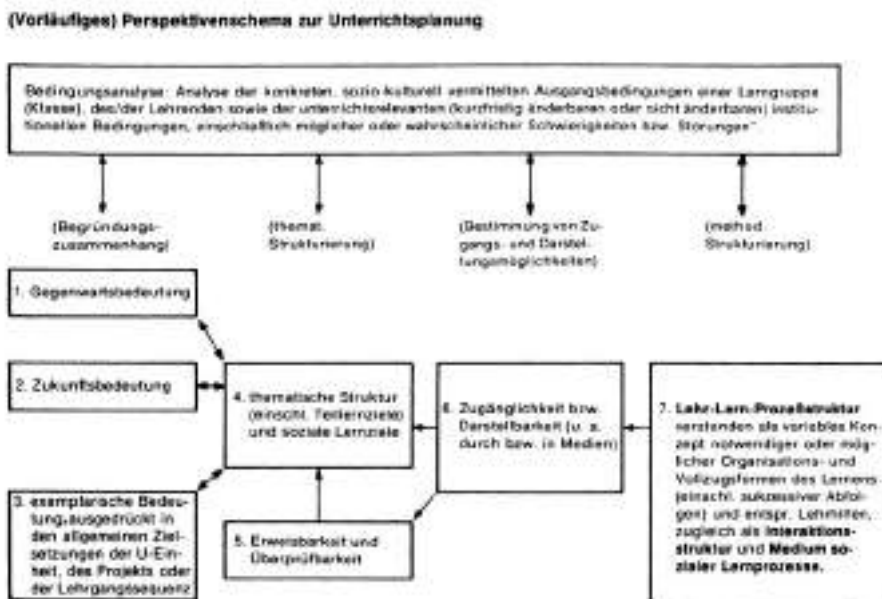 (Vorläufiges) Perspektivenschema zur Unterrichtsplanung
Bedingungsanalyse: Analyse der konkreten, sozio-kulturell vermittelten Ausgangsbedingungen einer Lerngruppe
(Klasse), des/der Lehrenden sowie der unterrichtsrelevanten (kurzfristig änderbaren oder nicht änderbaren) institu-
tionellen Bedingungen, einschließlich möglicher oder wahrscheinlicher Schwierigkeiten bzw. Störungen"
(Begründungs-
zusammenhang)
(themat.
Strukturierung)
(Bestimmung von Zu-
gangs- und Darstel-
lungsmöglichkeiten)
(method.
Strukturierung)
1. Gegenwartsbedeutung
2. Zukunftsbedeutung
3. exemplarische Bedeu-
tung, ausgedrückt in
den allgemeinen Ziel-
setzungen der U-Ein-
heit, des Projekts oder
der Lehrgangssequenz
4. thematische Struktur
(einschl. Teillernziele)
und soziale Lernziele
5. Erweisbarkeit und
Überprüfbarkeit
6. Zugänglichkeit bzw.
Darstellbarkeit (u. a.
durch bzw. in Medien)
7. Lehr-Lern-Prozeßstruktur
verstanden als variables Kon-
zept notwendiger oder mög-
licher Organisations- und
Vollzugsformen des Lernens
(einschl. sukzessiver Abfol-
gen) und entspr. Lehrhilfen,
zugleich als Interaktions-
struktur und Medium so-
zialer Lernprozesse.